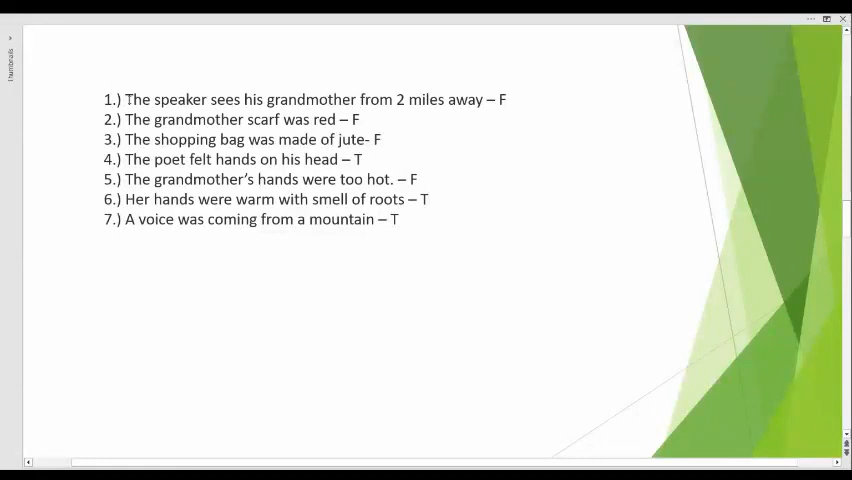 Thumbnails
1.) The speaker sees his grandmother from 2 miles away – F
2.) The grandmother scarf was red – F
3.) The shopping bag was made of jute- F
4.) The poet felt hands on his head – T
5.) The grandmother's hands were too hot. – F
6.) Her hands were warm with smell of roots – T
7.) A voice was coming from a mountain – T